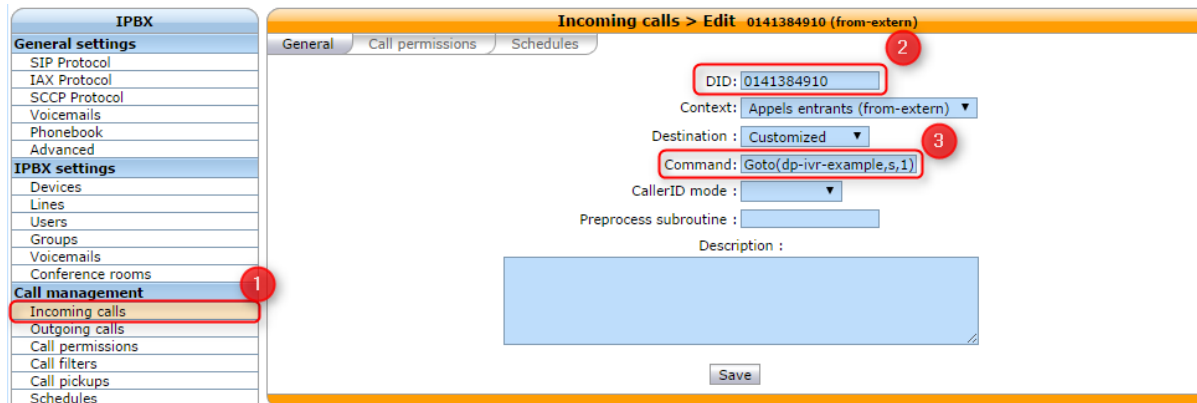 IPBX
General settings
SIP Protocol
IAX Protocol
SCCP Protocol
Voicemails
Phonebook
Advanced
IPBX settings
Devices
Lines
Users
Groups
Voicemails
Conference rooms
Call management
1
Incoming calls
Outgoing calls
Call permissions
Call filters
Call pickups
Schedules
Incoming calls > Edit 0141384910 (from-extern)
General Call permissions Schedules
2
DID: 0141384910
Context: Appels entrants (from-extern) ▼
Destination : Customized ▼
3
Command: Goto(dp-ivr-example,s,1)
CallerID mode : ▼
Preprocess subroutine :
Description :
Save